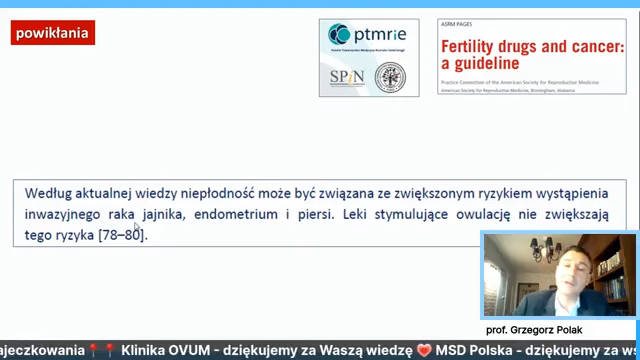 powikłania
ptmrie
SPiN
ASRM PAGES
Fertility drugs and cancer:
a guideline
Practice Committee of the American Society for Reproductive Medicine
American Society for Reproductive Medicine, Birmingham, Alabama
Według aktualnej wiedzy niepłodność może być związana ze zwiększonym ryzykiem wystąpienia
inwazyjnego raka jajnika, endometrium i piersi. Leki stymulujące owulację nie zwiększają
tego ryzyka [78–80].
prof. Grzegorz Polak
ajeczkowania📍📍 Klinika OVUM - dziękujemy za Waszą wiedzę ❤️ MSD Polska - dziękujemy za ws